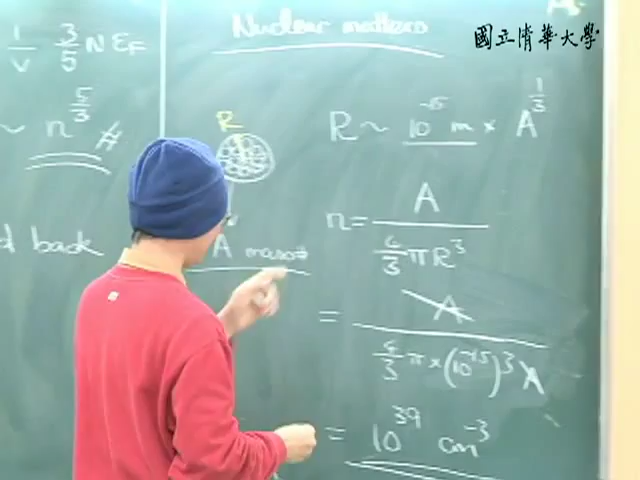 1/V 3/5 N EF
~ n^5/3 #
d back
Nuclear matters
國立清華大學
R
A mass#
R ~ 10^-15 m × A^1/3
n = A / (4/3 π R^3)
= A / (4/3 π × (10^-15)^3 × A)
= 10^39 cm^-3